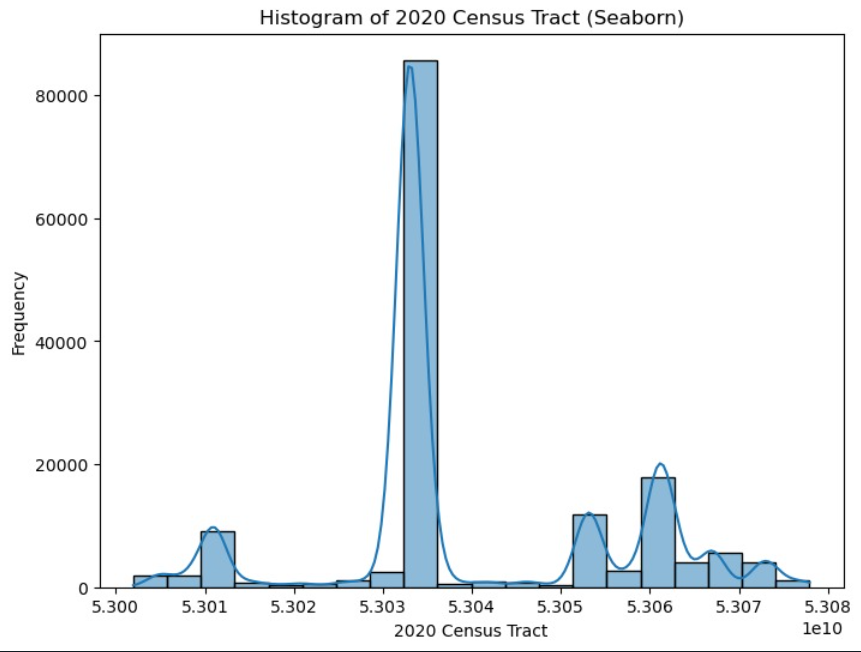 Histogram of 2020 Census Tract (Seaborn)
Frequency
80000
60000
40000
20000
0
5.300 5.301 5.302 5.303 5.304 5.305 5.306 5.307 5.308
1e10
2020 Census Tract